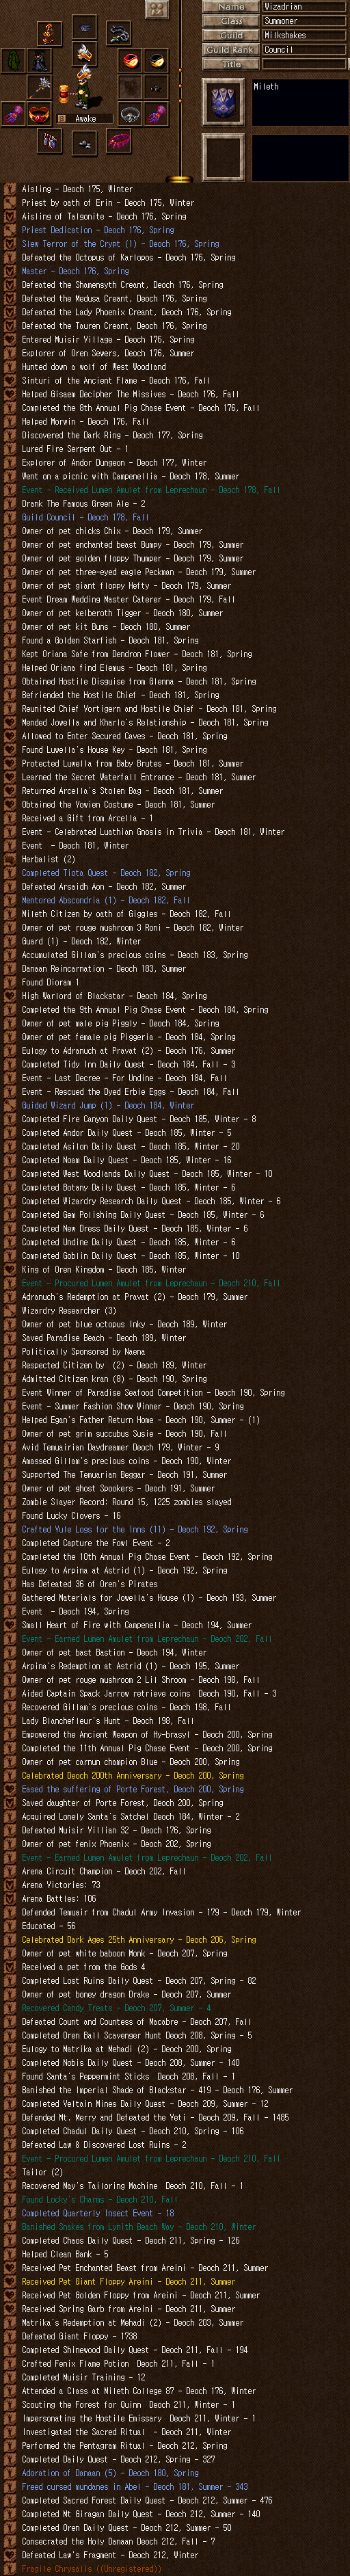 Name Wizadrian
Class Summoner
Guild Milkshakes
Guild Rank Council
Title
Mileth
Awake
Aisling - Deoch 175, Winter
Priest by oath of Erin - Deoch 175, Winter
Aisling of Talgonite - Deoch 176, Spring
Priest Dedication - Deoch 176, Spring
Slew Terror of the Crypt (1) - Deoch 176, Spring
Defeated the Octopus of Karlopos - Deoch 176, Spring
Master - Deoch 176, Spring
Defeated the Shamensyth Creant, Deoch 176, Spring
Defeated the Medusa Creant, Deoch 176, Spring
Defeated the Lady Phoenix Creant, Deoch 176, Spring
Defeated the Tauren Creant, Deoch 176, Spring
Entered Muisir Village - Deoch 176, Spring
Explorer of Oren Sewers, Deoch 176, Summer
Hunted down a wolf of West Woodland
Sinturi of the Ancient Flame - Deoch 176, Fall
Helped Gisaem Decipher The Missives - Deoch 176, Fall
Completed the 8th Annual Pig Chase Event - Deoch 176, Fall
Helped Morwin - Deoch 176, Fall
Discovered the Dark Ring - Deoch 177, Spring
Lured Fire Serpent Out - 1
Explorer of Andor Dungeon - Deoch 177, Winter
Went on a picnic with Campenellia - Deoch 178, Summer
Event - Received Lumen Amulet from Leprechaun - Deoch 178, Fall
Drank The Famous Green Ale - 2
Guild Council - Deoch 178, Fall
Owner of pet chicks Chix - Deoch 179, Summer
Owner of pet enchanted beast Bumpy - Deoch 179, Summer
Owner of pet golden floppy Thumper - Deoch 179, Summer
Owner of pet three-eyed eagle Peckman - Deoch 179, Summer
Owner of pet giant floppy Hefty - Deoch 179, Summer
Event Dream Wedding Master Caterer - Deoch 179, Fall
Owner of pet kelberoth Tigger - Deoch 180, Summer
Owner of pet kit Buns - Deoch 180, Summer
Found a Golden Starfish - Deoch 181, Spring
Kept Oriana Safe from Dendron Flower - Deoch 181, Spring
Helped Oriana find Elemus - Deoch 181, Spring
Obtained Hostile Disguise from Glenna - Deoch 181, Spring
Befriended the Hostile Chief - Deoch 181, Spring
Reunited Chief Vortigern and Hostile Chief - Deoch 181, Spring
Mended Jowella and Kharlo's Relationship - Deoch 181, Spring
Allowed to Enter Secured Caves - Deoch 181, Spring
Found Luwella's House Key - Deoch 181, Spring
Protected Luwella from Baby Brutes - Deoch 181, Summer
Learned the Secret Waterfall Entrance - Deoch 181, Summer
Returned Arcella's Stolen Bag - Deoch 181, Summer
Obtained the Yowien Costume - Deoch 181, Summer
Received a Gift from Arcella - 1
Event - Celebrated Luathian Gnosis in Trivia - Deoch 181, Winter
Event  - Deoch 181, Winter
Herbalist (2)
Completed Tiota Quest - Deoch 182, Spring
Defeated Arsaidh Aon - Deoch 182, Summer
Mentored Abscondria (1) - Deoch 182, Fall
Mileth Citizen by oath of Giggles - Deoch 182, Fall
Owner of pet rouge mushroom 3 Roni - Deoch 182, Winter
Guard (1) - Deoch 182, Winter
Accumulated Gillam's precious coins - Deoch 183, Spring
Danaan Reincarnation - Deoch 183, Summer
Found Dioram 1
High Warlord of Blackstar - Deoch 184, Spring
Completed the 9th Annual Pig Chase Event - Deoch 184, Spring
Owner of pet male pig Piggly - Deoch 184, Spring
Owner of pet female pig Piggeria - Deoch 184, Spring
Eulogy to Adranuch at Pravat (2) - Deoch 176, Summer
Completed Tidy Inn Daily Quest - Deoch 184, Fall - 3
Event - Last Decree - For Undine - Deoch 184, Fall
Event - Rescued the Dyed Erbie Eggs - Deoch 184, Fall
Guided Wizard Jump (1) - Deoch 184, Winter
Completed Fire Canyon Daily Quest - Deoch 185, Winter - 8
Completed Andor Daily Quest - Deoch 185, Winter - 5
Completed Asilon Daily Quest - Deoch 185, Winter - 20
Completed Noam Daily Quest - Deoch 185, Winter - 16
Completed West Woodlands Daily Quest - Deoch 185, Winter - 10
Completed Botany Daily Quest - Deoch 185, Winter - 6
Completed Wizardry Research Daily Quest - Deoch 185, Winter - 6
Completed Gem Polishing Daily Quest - Deoch 185, Winter - 6
Completed New Dress Daily Quest - Deoch 185, Winter - 6
Completed Undine Daily Quest - Deoch 185, Winter - 6
Completed Goblin Daily Quest - Deoch 185, Winter - 10
King of Oren Kingdom - Deoch 185, Winter
Event - Procured Lumen Amulet from Leprechaun - Deoch 210, Fall
Adranuch's Redemption at Pravat (2) - Deoch 179, Summer
Wizardry Researcher (3)
Owner of pet blue octopus Inky - Deoch 189, Winter
Saved Paradise Beach - Deoch 189, Winter
Politically Sponsored by Naena
Respected Citizen by  (2) - Deoch 189, Winter
Admitted Citizen kran (8) - Deoch 190, Spring
Event Winner of Paradise Seafood Competition - Deoch 190, Spring
Event - Summer Fashion Show Winner - Deoch 190, Spring
Helped Egan's Father Return Home - Deoch 190, Summer - (1)
Owner of pet grim succubus Susie - Deoch 190, Fall
Avid Temuairian Daydreamer Deoch 179, Winter - 9
Amassed Gillam's precious coins - Deoch 190, Winter
Supported The Temuarian Beggar - Deoch 191, Summer
Owner of pet ghost Spookers - Deoch 191, Summer
Zombie Slayer Record: Round 15, 1225 zombies slayed
Found Lucky Clovers - 16
Crafted Yule Logs for the Inns (11) - Deoch 192, Spring
Completed Capture the Fowl Event - 2
Completed the 10th Annual Pig Chase Event - Deoch 192, Spring
Eulogy to Arpina at Astrid (1) - Deoch 192, Spring
Has Defeated 36 of Oren's Pirates
Gathered Materials for Jowella's House (1) - Deoch 193, Summer
Event  - Deoch 194, Spring
Small Heart of Fire with Campenellia - Deoch 194, Summer
Event - Earned Lumen Amulet from Leprechaun - Deoch 202, Fall
Owner of pet bast Bastion - Deoch 194, Winter
Arpina's Redemption at Astrid (1) - Deoch 195, Summer
Owner of pet rouge mushroom 2 Lil Shroom - Deoch 198, Fall
Aided Captain Spack Jarrow retrieve coins  Deoch 190, Fall - 3
Recovered Gillam's precious coins - Deoch 198, Fall
Lady Blanchefleur's Hunt - Deoch 198, Fall
Empowered the Ancient Weapon of Hy-brasyl - Deoch 200, Spring
Completed the 11th Annual Pig Chase Event - Deoch 200, Spring
Owner of pet carnun champion Blue - Deoch 200, Spring
Celebrated Deoch 200th Anniversary - Deoch 200, Spring
Eased the suffering of Porte Forest, Deoch 200, Spring
Saved daughter of Porte Forest, Deoch 200, Spring
Acquired Lonely Santa's Satchel Deoch 184, Winter - 2
Defeated Muisir Villian 32 - Deoch 176, Spring
Owner of pet fenix Phoenix - Deoch 202, Spring
Event - Earned Lumen Amulet from Leprechaun - Deoch 202, Fall
Arena Circuit Champion - Deoch 202, Fall
Arena Victories: 73
Arena Battles: 106
Defended Temuair from Chadul Army Invasion - 179 - Deoch 179, Winter
Educated - 56
Celebrated Dark Ages 25th Anniversary - Deoch 206, Spring
Owner of pet white baboon Monk - Deoch 207, Spring
Received a pet from the Gods 4
Completed Lost Ruins Daily Quest - Deoch 207, Spring - 82
Owner of pet boney dragon Drake - Deoch 207, Summer
Recovered Candy Treats - Deoch 207, Summer - 4
Defeated Count and Countess of Macabre - Deoch 207, Fall
Completed Oren Ball Scavenger Hunt Deoch 208, Spring - 5
Eulogy to Matrika at Mehadi (2) - Deoch 200, Spring
Completed Nobis Daily Quest - Deoch 208, Summer - 140
Found Santa's Peppermint Sticks  Deoch 208, Fall - 1
Banished the Imperial Shade of Blackstar - 419 - Deoch 176, Summer
Completed Veltain Mines Daily Quest - Deoch 209, Summer - 12
Defended Mt. Merry and Defeated the Yeti - Deoch 209, Fall - 1485
Completed Chadul Daily Quest - Deoch 210, Spring - 106
Defeated Law & Discovered Lost Ruins - 2
Event - Procured Lumen Amulet from Leprechaun - Deoch 210, Fall
Tailor (2)
Recovered May's Tailoring Machine  Deoch 210, Fall - 1
Found Locky's Charms - Deoch 210, Fall
Completed Quarterly Insect Event - 18
Banished Snakes from Lynith Beach Way - Deoch 210, Winter
Completed Chaos Daily Quest - Deoch 211, Spring - 126
Helped Clean Bank - 5
Received Pet Enchanted Beast from Areini - Deoch 211, Summer
Received Pet Giant Floppy Areini - Deoch 211, Summer
Received Pet Golden Floppy from Areini - Deoch 211, Summer
Received Spring Garb from Areini - Deoch 211, Summer
Matrika's Redemption at Mehadi (2) - Deoch 203, Summer
Defeated Giant Floppy - 1738
Completed Shinewood Daily Quest - Deoch 211, Fall - 194
Crafted Fenix Flame Potion  Deoch 211, Fall - 1
Completed Muisir Training - 12
Attended a Class at Mileth College 87 - Deoch 176, Winter
Scouting the Forest for Quinn  Deoch 211, Winter - 1
Impersonating the Hostile Emissary  Deoch 211, Winter - 1
Investigated the Sacred Ritual  - Deoch 211, Winter
Performed the Pentagram Ritual - Deoch 212, Spring
Completed Daily Quest - Deoch 212, Spring - 327
Adoration of Danaan (5) - Deoch 180, Spring
Freed cursed mundanes in Abel - Deoch 181, Summer - 343
Completed Sacred Forest Daily Quest - Deoch 212, Summer - 476
Completed Mt Giragan Daily Quest - Deoch 212, Summer - 140
Completed Oren Daily Quest - Deoch 212, Summer - 50
Consecrated the Holy Danaan Deoch 212, Fall - 7
Defeated Law's Fragment - Deoch 212, Winter
Fragile Chrysalis ((Unregistered))